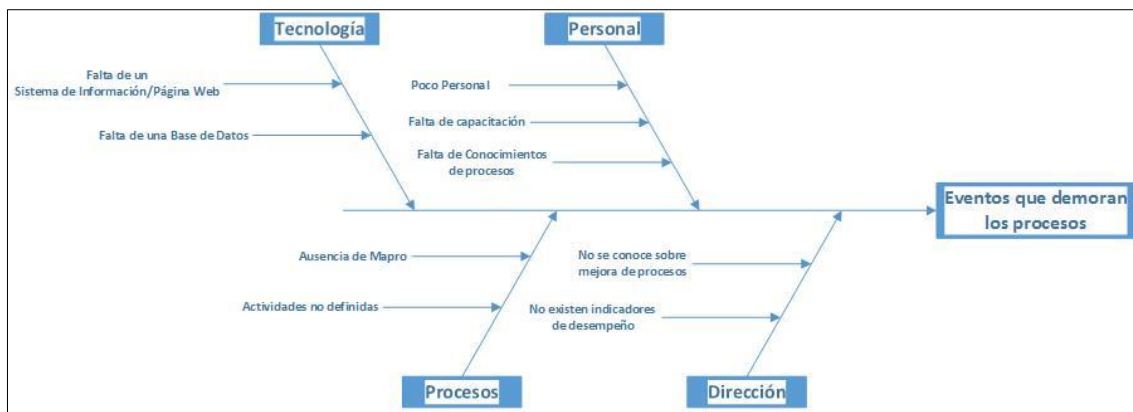 Tecnología
Personal
Falta de un
Sistema de Información/Página Web
Poco Personal
Falta de capacitación
Falta de una Base de Datos
Falta de Conocimientos
de procesos
Eventos que demoran
los procesos
Ausencia de Mapro
No se conoce sobre
mejora de procesos
Actividades no definidas
No existen indicadores
de desempeño
Procesos
Dirección